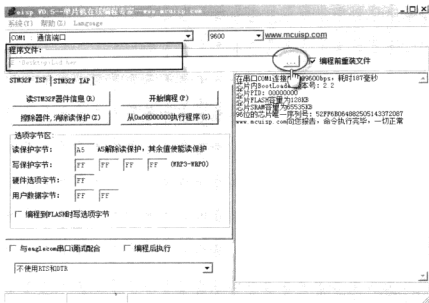 mcuisp V0.5--单片机在线编程专家--www.mcuisp.com
系统(I) 帮助(Z) Language
COM1 : 通信端口 9600 www.mcuisp.com
程序文件:
... 编程前重装文件
STM32F ISP STM32F IAP
读STM32F器件信息(R) 开始编程(P)
擦除器件,清除读保护(Z) 从0x08000000执行程序(G)
选项字节区:
读保护字节: A5 A5解除读保护, 其余值使能读保护
写保护字节: FF FF FF FF (WRP3-WRP0)
硬件选项字节: FF
用户数据字节: FF FF
编程到FLASH时写选项字节
与eaglecom串口调试配合 编程后执行
不使用RTS和DTR
在串口COM1连接 9600bps, 耗时187毫秒
芯片内BootLoader 版本号: 2.2
芯片PID: 00000000
芯片FLASH容量为128KB
芯片SRAM容量为65535KB
96位的芯片唯一序列号: 52FF6B064882505143372087
www.mcuisp.com向您报告, 命令执行完毕, 一切正常